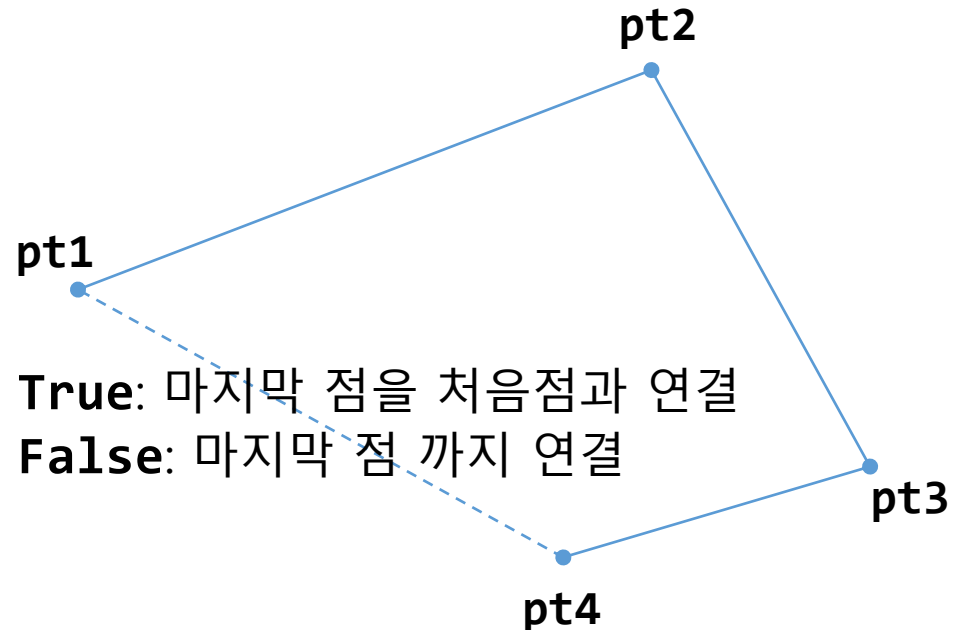 pt2
pt1
True: 마지막 점을 처음점과 연결
False: 마지막 점 까지 연결
pt3
pt4